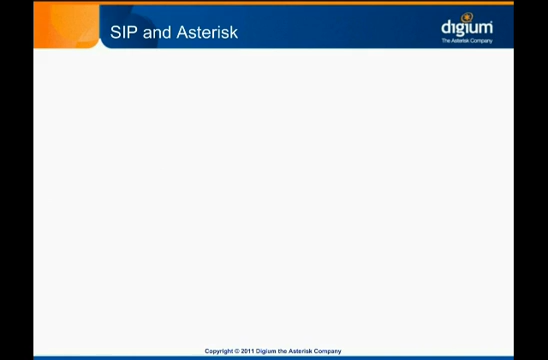 SIP and Asterisk
digium
The Asterisk Company
Copyright © 2011 Digium the Asterisk Company